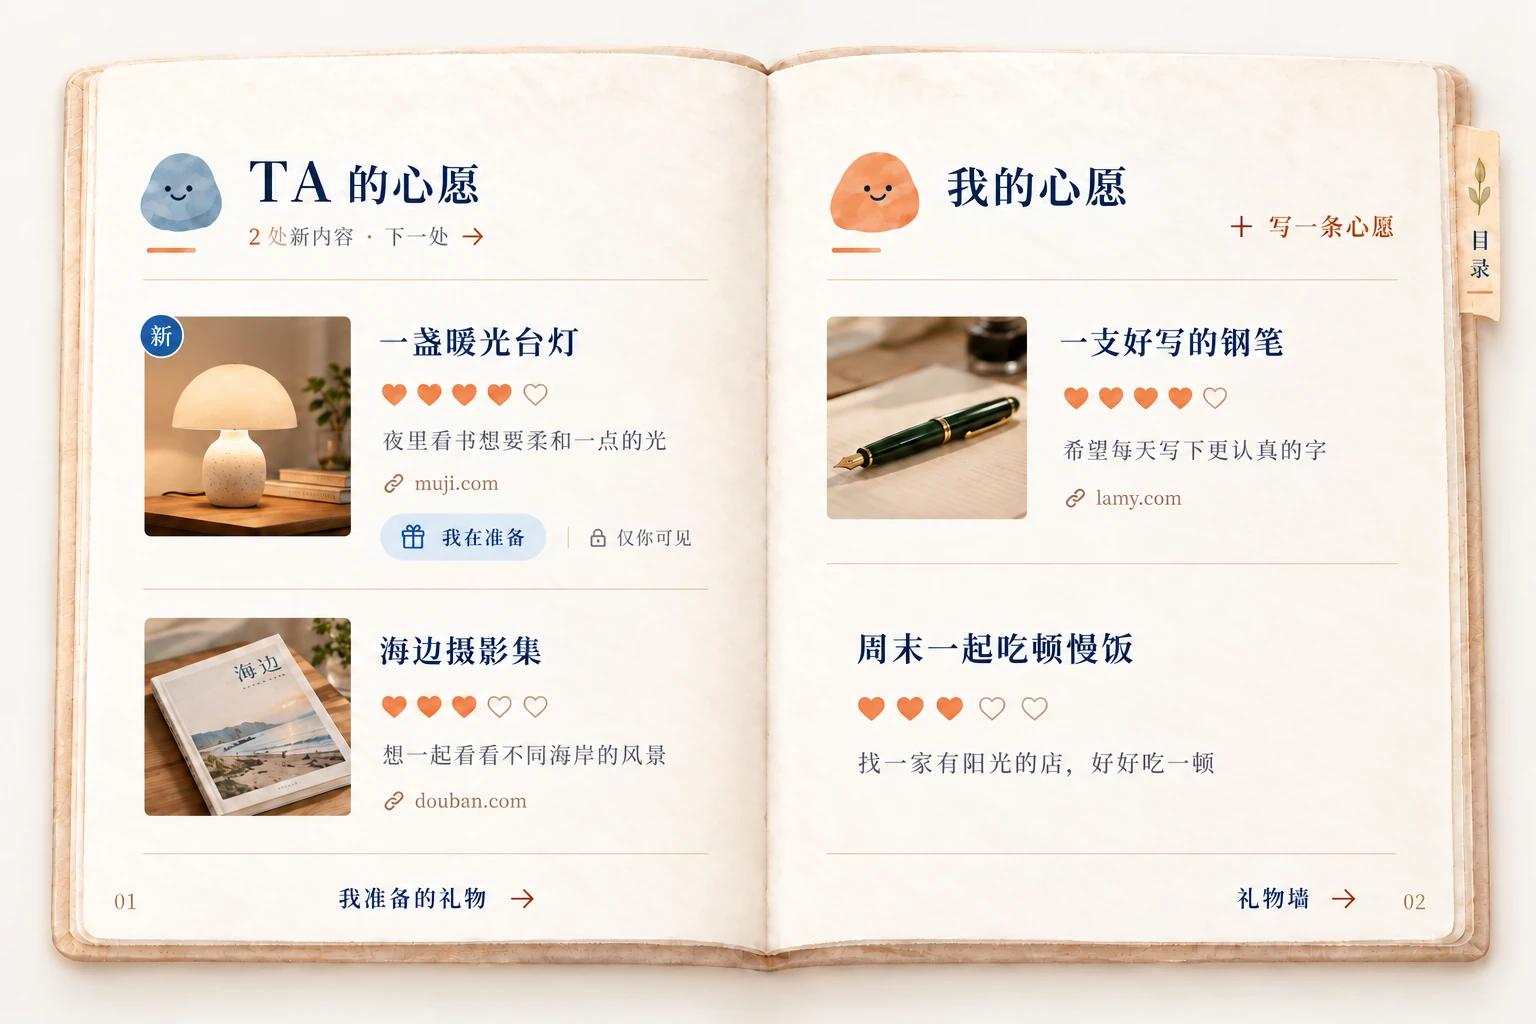 TA 的心愿
2 处新内容 · 下一处 →
新
一盏暖光台灯
夜里看书想要柔和一点的光
muji.com
我在准备
仅你可见
海边
海边摄影集
想一起看看不同海岸的风景
douban.com
01
我准备的礼物 →
我的心愿
+ 写一条心愿
一支好写的钢笔
希望每天写下更认真的字
lamy.com
周末一起吃顿慢饭
找一家有阳光的店，好好吃一顿
礼物墙 →
02
目录